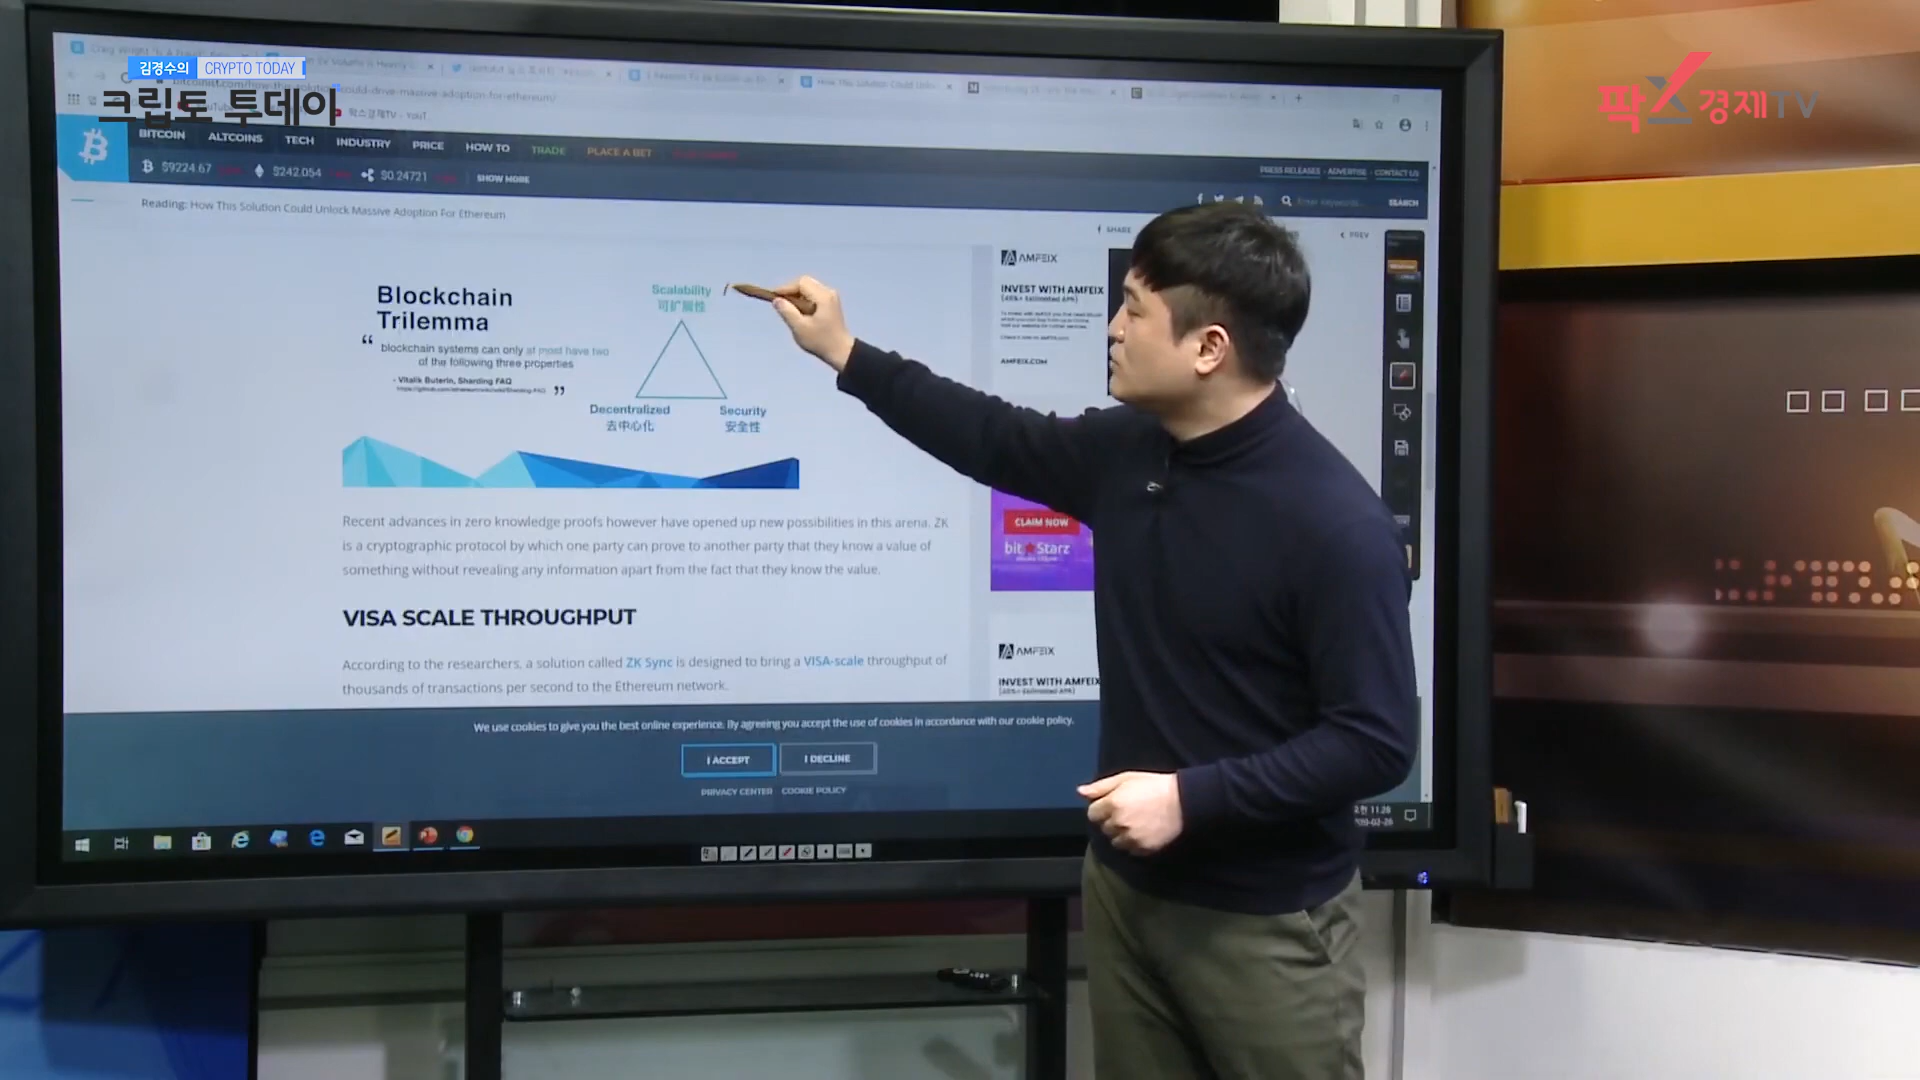 김경수의 CRYPTO TODAY
크립토 투데이
팍 경제TV
BITCOIN ALTCOINS TECH INDUSTRY PRICE HOW TO TRADE PLACE A BET
$9224.67 $242.054 $0.24721 SHOW MORE
PRESS RELEASES ADVERTISE CONTACT US
SEARCH
Reading: How This Solution Could Unlock Massive Adoption For Ethereum
SHARE
PREV
Blockchain
Trilemma
“ blockchain systems can only at most have two
of the following three properties
- Vitalik Buterin, Sharding FAQ
”
Scalability
可扩展性
Decentralized
去中心化
Security
安全性
AMFEIX
INVEST WITH AMFEIX
AMFEIX.COM
CLAIM NOW
bit Starz
AMFEIX
INVEST WITH AMFEIX
Recent advances in zero knowledge proofs however have opened up new possibilities in this arena. ZK
is a cryptographic protocol by which one party can prove to another party that they know a value of
something without revealing any information apart from the fact that they know the value.
VISA SCALE THROUGHPUT
According to the researchers, a solution called ZK Sync is designed to bring a VISA-scale throughput of
thousands of transactions per second to the Ethereum network.
We use cookies to give you the best online experience. By agreeing you accept the use of cookies in accordance with our cookie policy.
I ACCEPT I DECLINE
PRIVACY CENTER COOKIE POLICY